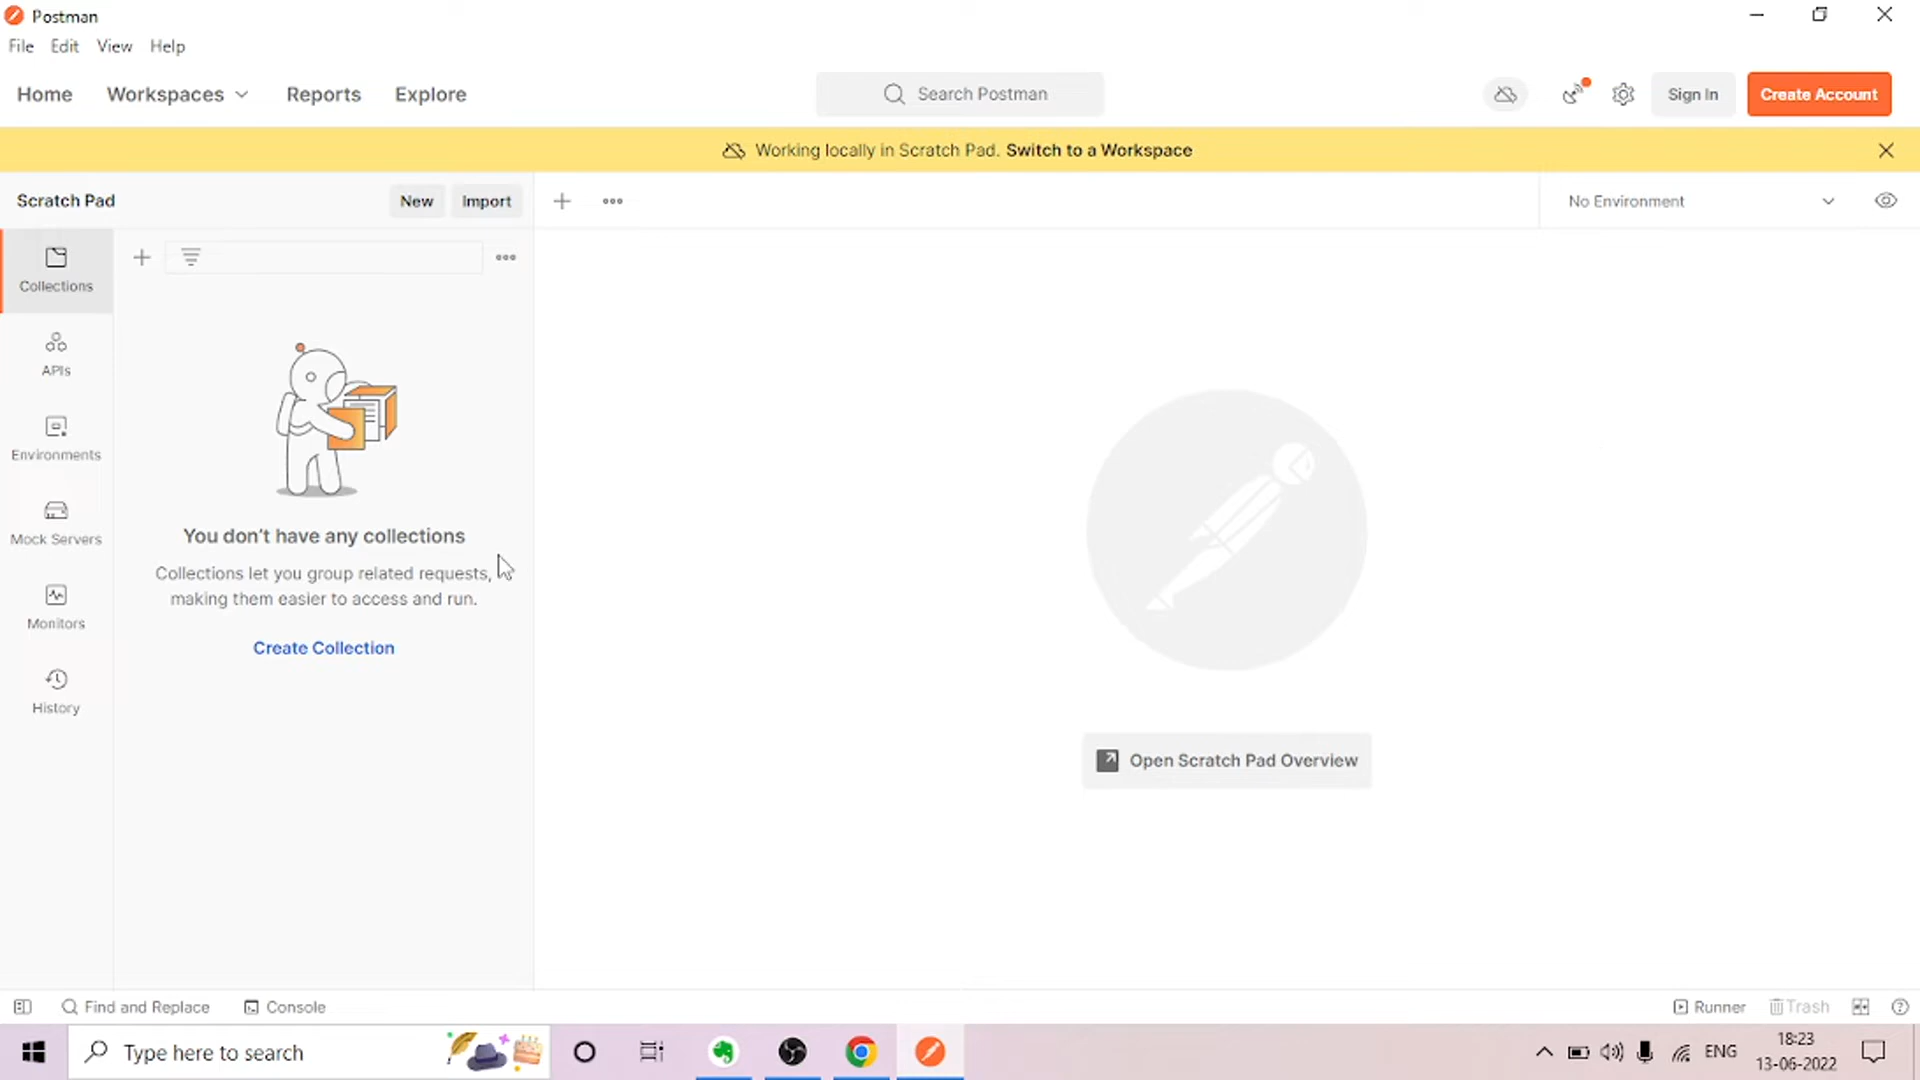 Postman
File Edit View Help
Home Workspaces Reports Explore
Search Postman
Sign In
Create Account
Working locally in Scratch Pad. Switch to a Workspace
Scratch Pad
New
Import
No Environment
Collections
APIs
Environments
Mock Servers
Monitors
History
You don't have any collections
Collections let you group related requests,
making them easier to access and run.
Create Collection
Open Scratch Pad Overview
Find and Replace
Console
Runner
Trash
Type here to search
ENG
18:23
13-06-2022